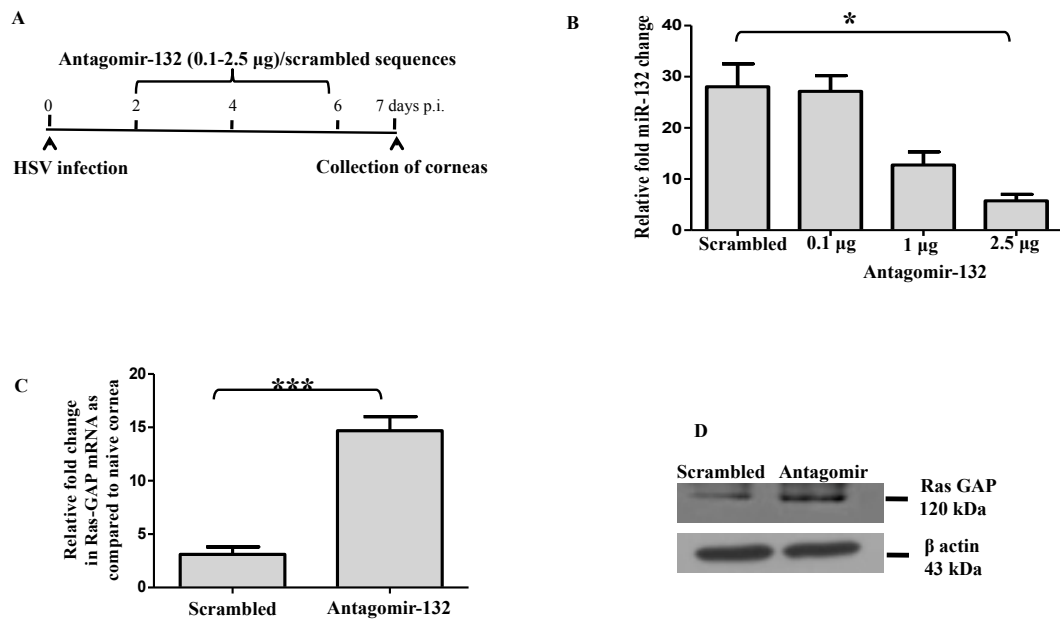 A
Antagomir-132 (0.1-2.5 µg)/scrambled sequences
0 2 4 6 7 days p.i.
HSV infection
Collection of corneas
B
Relative fold miR-132 change
40
30
20
10
0
*
Scrambled 0.1 µg 1 µg 2.5 µg
Antagomir-132
C
Relative fold change
in Ras-GAP mRNA as
compared to naive cornea
20
15
10
5
0
***
Scrambled Antagomir-132
D
Scrambled Antagomir
Ras GAP
120 kDa
β actin
43 kDa